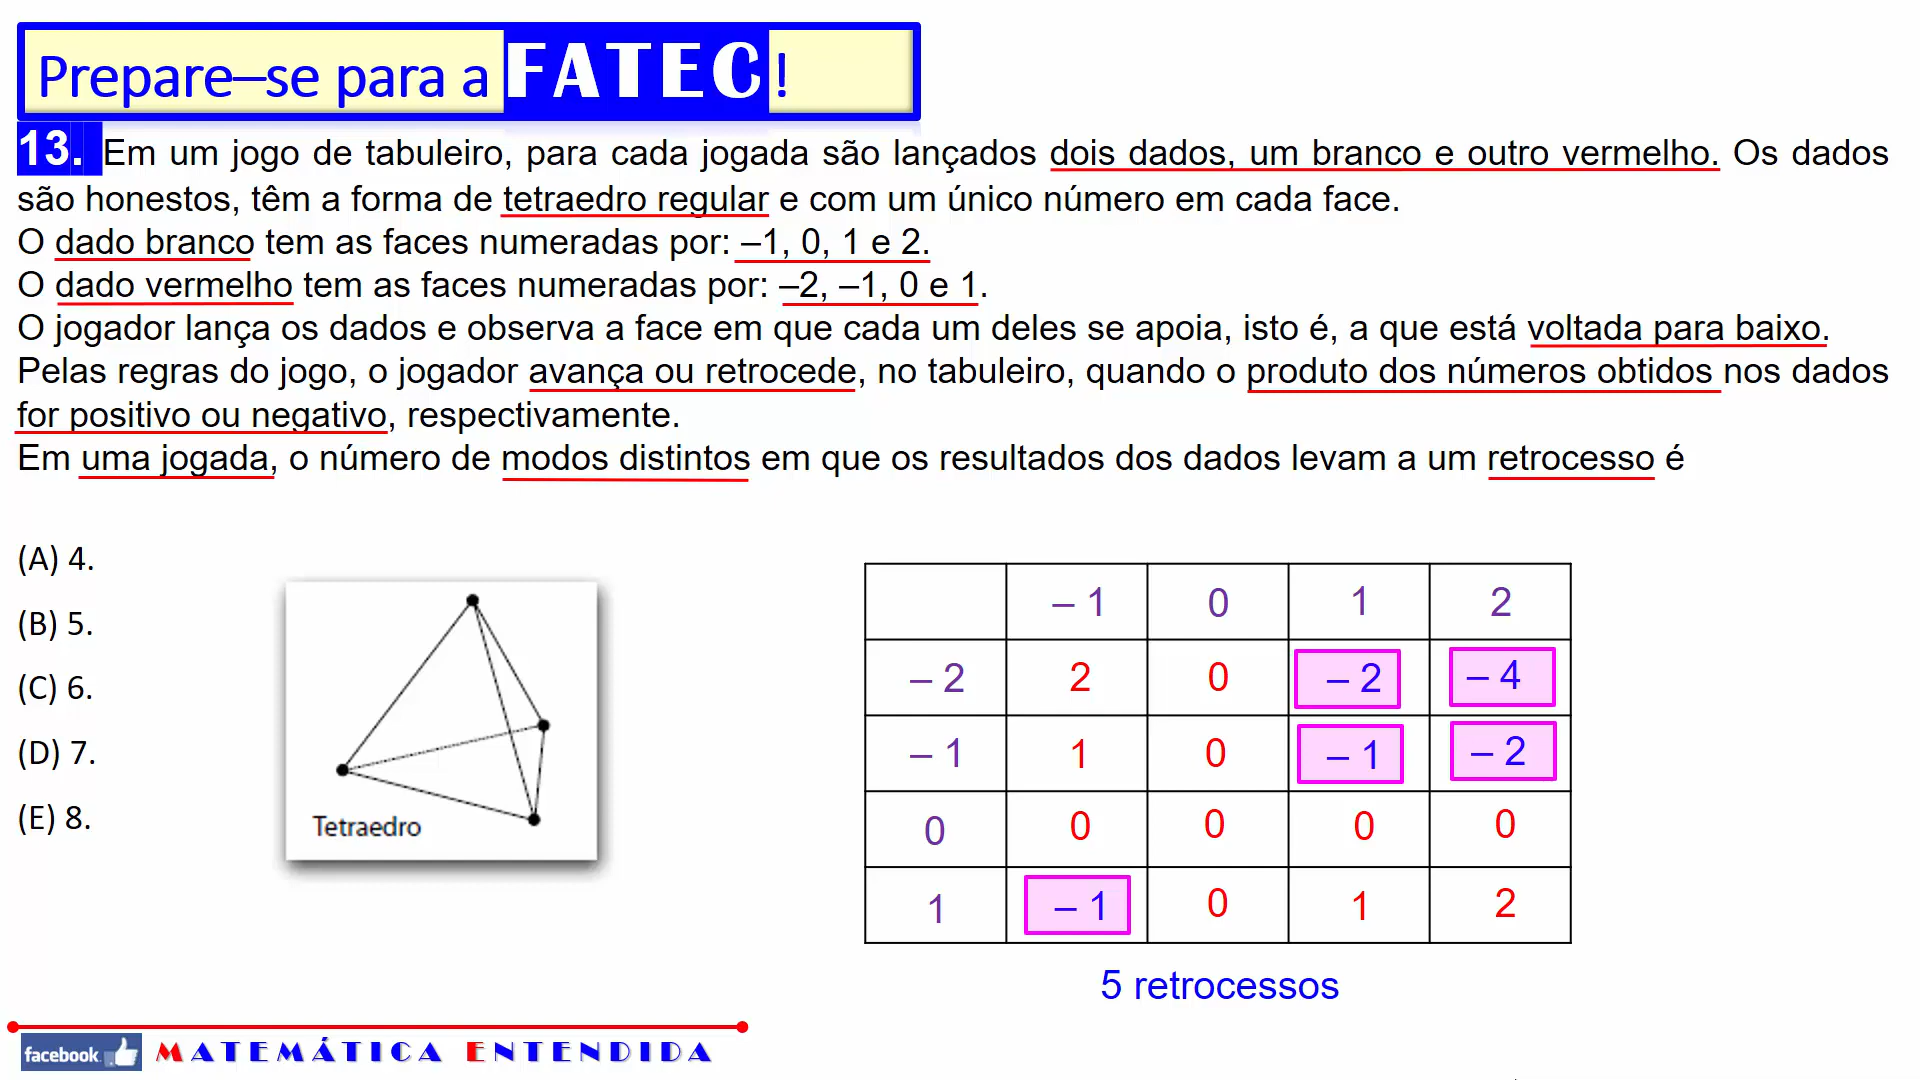 Prepare–se para a FATEC!
13. Em um jogo de tabuleiro, para cada jogada são lançados dois dados, um branco e outro vermelho. Os dados
são honestos, têm a forma de tetraedro regular e com um único número em cada face.
O dado branco tem as faces numeradas por: –1, 0, 1 e 2.
O dado vermelho tem as faces numeradas por: –2, –1, 0 e 1.
O jogador lança os dados e observa a face em que cada um deles se apoia, isto é, a que está voltada para baixo.
Pelas regras do jogo, o jogador avança ou retrocede, no tabuleiro, quando o produto dos números obtidos nos dados
for positivo ou negativo, respectivamente.
Em uma jogada, o número de modos distintos em que os resultados dos dados levam a um retrocesso é
(A) 4.
(B) 5.
(C) 6.
(D) 7.
(E) 8.
Tetraedro
– 1 0 1 2
– 2 2 0 – 2 – 4
– 1 1 0 – 1 – 2
0 0 0 0 0
1 – 1 0 1 2
5 retrocessos
facebook MATEMÁTICA ENTENDIDA